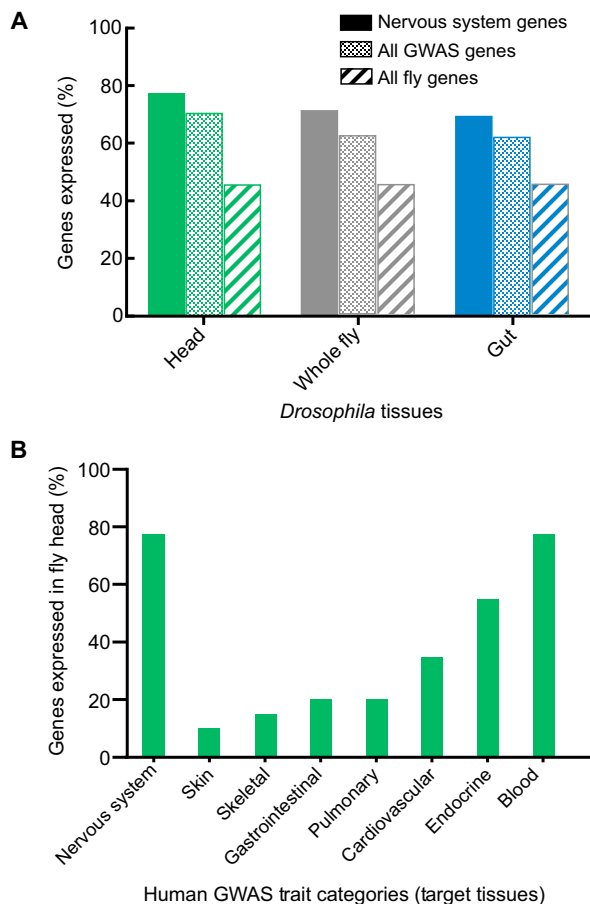 A
Nervous system genes
All GWAS genes
All fly genes
Genes expressed (%)
100
80
60
40
20
0
Head
Whole fly
Gut
Drosophila tissues
B
Genes expressed in fly head (%)
100
80
60
40
20
0
Nervous system
Skin
Skeletal
Gastrointestinal
Pulmonary
Cardiovascular
Endocrine
Blood
Human GWAS trait categories (target tissues)